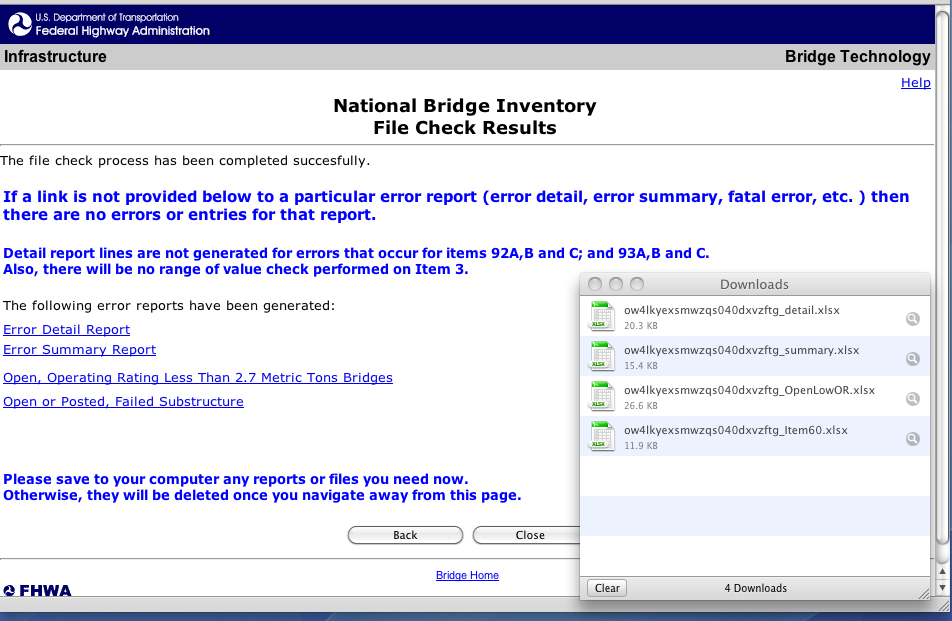 U.S. Department of Transportation
Federal Highway Administration
Infrastructure
Bridge Technology
Help
National Bridge Inventory
File Check Results
The file check process has been completed succesfully.
If a link is not provided below to a particular error report (error detail, error summary, fatal error, etc. ) then
there are no errors or entries for that report.
Detail report lines are not generated for errors that occur for items 92A,B and C; and 93A,B and C.
Also, there will be no range of value check performed on Item 3.
The following error reports have been generated:
Error Detail Report
Error Summary Report
Open, Operating Rating Less Than 2.7 Metric Tons Bridges
Open or Posted, Failed Substructure
Please save to your computer any reports or files you need now.
Otherwise, they will be deleted once you navigate away from this page.
Back
Close
Bridge Home
FHWA
Downloads
XLSX
ow4lkyexsmwzqs040dxvzftg_detail.xlsx
20.3 KB
XLSX
ow4lkyexsmwzqs040dxvzftg_summary.xlsx
15.4 KB
XLSX
ow4lkyexsmwzqs040dxvzftg_OpenLowOR.xlsx
26.6 KB
XLSX
ow4lkyexsmwzqs040dxvzftg_Item60.xlsx
11.9 KB
Clear
4 Downloads